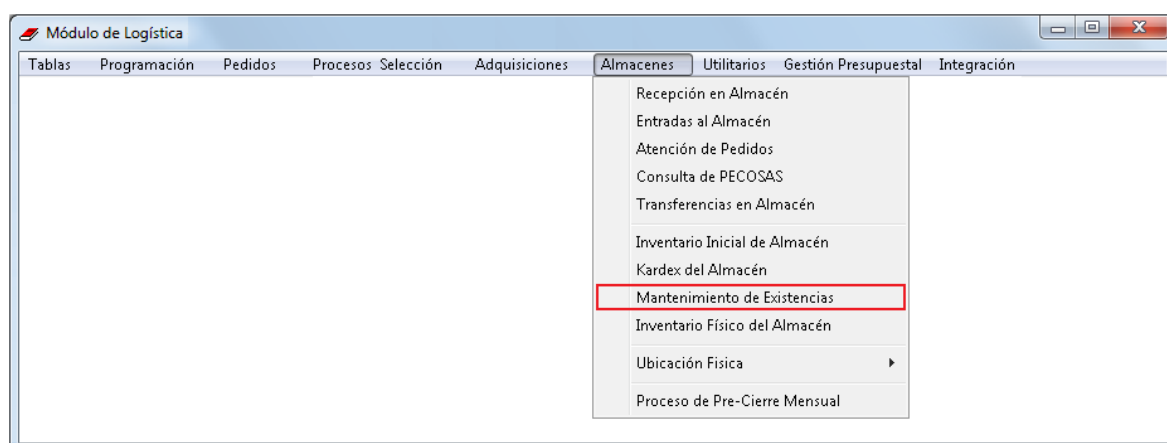 Módulo de Logística
Tablas Programación Pedidos Procesos Selección Adquisiciones Almacenes Utilitarios Gestión Presupuestal Integración
Recepción en Almacén
Entradas al Almacén
Atención de Pedidos
Consulta de PECOSAS
Transferencias en Almacén
Inventario Inicial de Almacén
Kardex del Almacén
Mantenimiento de Existencias
Inventario Físico del Almacén
Ubicación Fisica
Proceso de Pre-Cierre Mensual